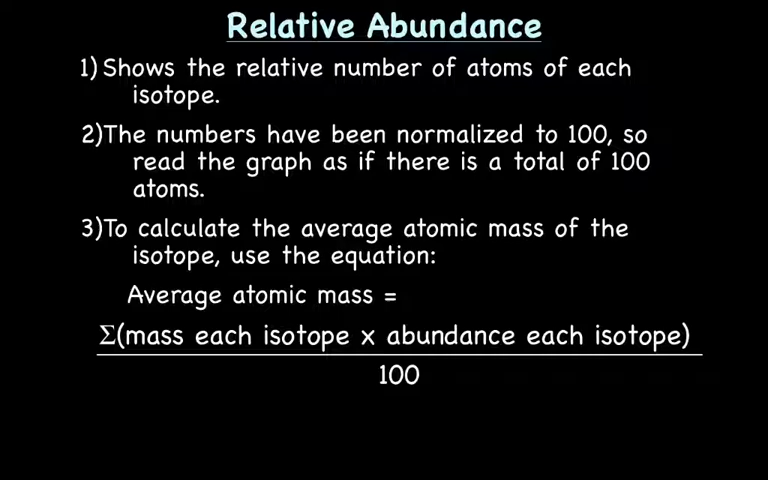 Relative Abundance
1) Shows the relative number of atoms of each
isotope.
2)The numbers have been normalized to 100, so
read the graph as if there is a total of 100
atoms.
3)To calculate the average atomic mass of the
isotope, use the equation:
Average atomic mass =
Σ(mass each isotope x abundance each isotope)
100